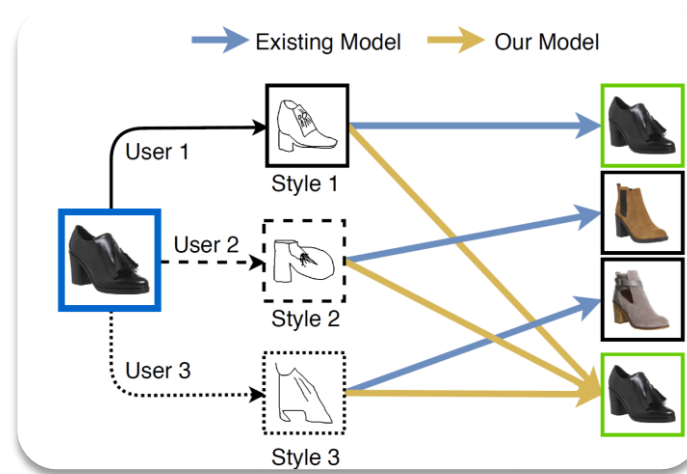 Existing Model
Our Model
User 1
Style 1
User 2
Style 2
User 3
Style 3